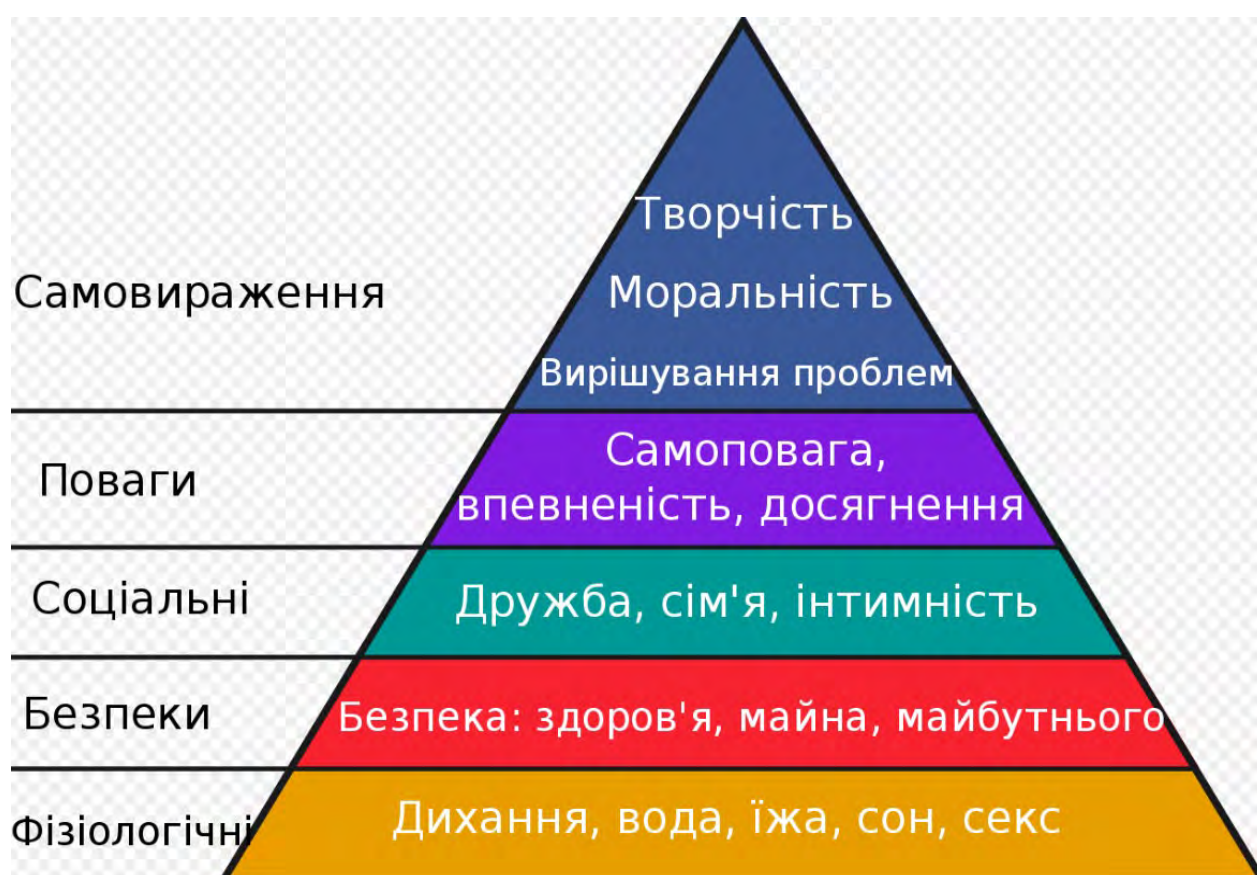 Творчість
Самовираження
Моральність
Вирішування проблем
Поваги
Самоповага,
впевненість, досягнення
Соціальні
Дружба, сім'я, інтимність
Безпеки
Безпека: здоров'я, майна, майбутнього
Фізіологічні
Дихання, вода, їжа, сон, секс